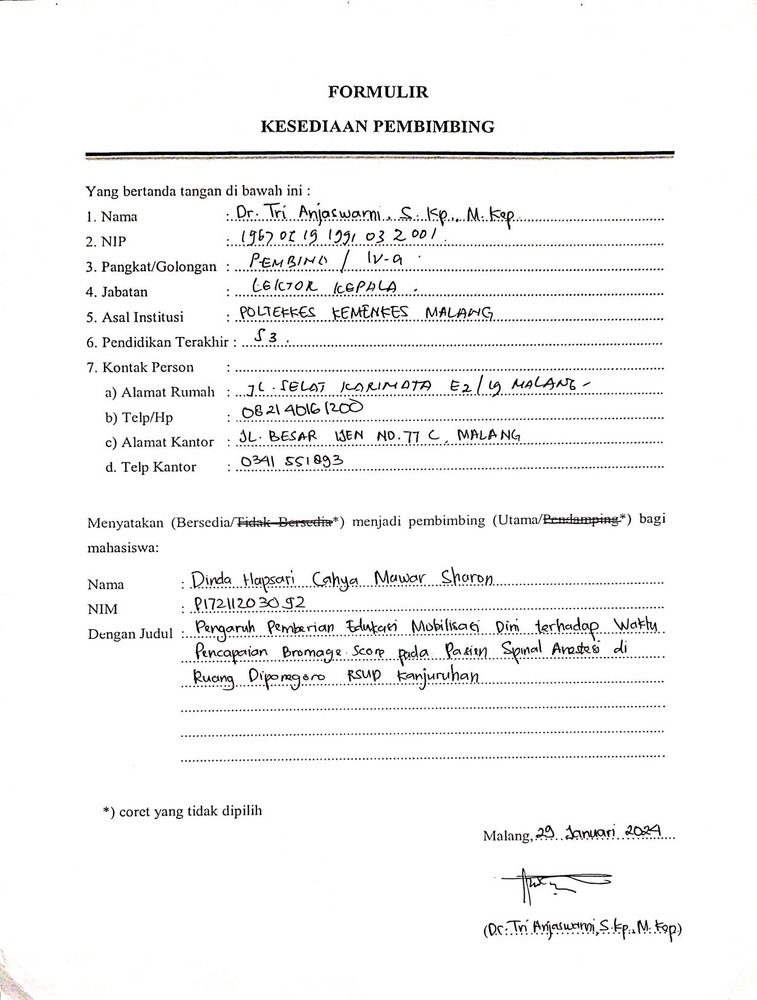 FORMULIR
KESEDIAAN PEMBIMBING
Yang bertanda tangan di bawah ini :
1. Nama : Dr. Tri Anjaswarni, S. Kp., M. Kep
2. NIP : 1967 05 19 1991 03 2 001
3. Pangkat/Golongan : PEMBINA / IV-a
4. Jabatan : LEKTOR KEPALA .
5. Asal Institusi : POLTEKKES KEMENKES MALANG
6. Pendidikan Terakhir : S3
7. Kontak Person :
a) Alamat Rumah : JL. SELAT KARIMATA E2/19 MALANG -
b) Telp/Hp : 082140161200
c) Alamat Kantor : JL. BESAR IJEN NO. 77 C, MALANG
d. Telp Kantor : 0341 551893
Menyatakan (Bersedia/Tidak Bersedia*) menjadi pembimbing (Utama/Pendamping*) bagi
mahasiswa:
Nama : Dinda Hapsari Cahya Mawar Sharon
NIM : P17211203092
Dengan Judul : Pengaruh Pemberian Edukasi Mobilisasi Dini terhadap Waktu
Pencapaian Bromage Score pada Pasien Spinal Anestesi di
Ruang Diponegoro RSUD Kanjuruhan
*) coret yang tidak dipilih
Malang, 29 Januari 2024
(Dr. Tri Anjaswarni, S.Kp., M. Kep)